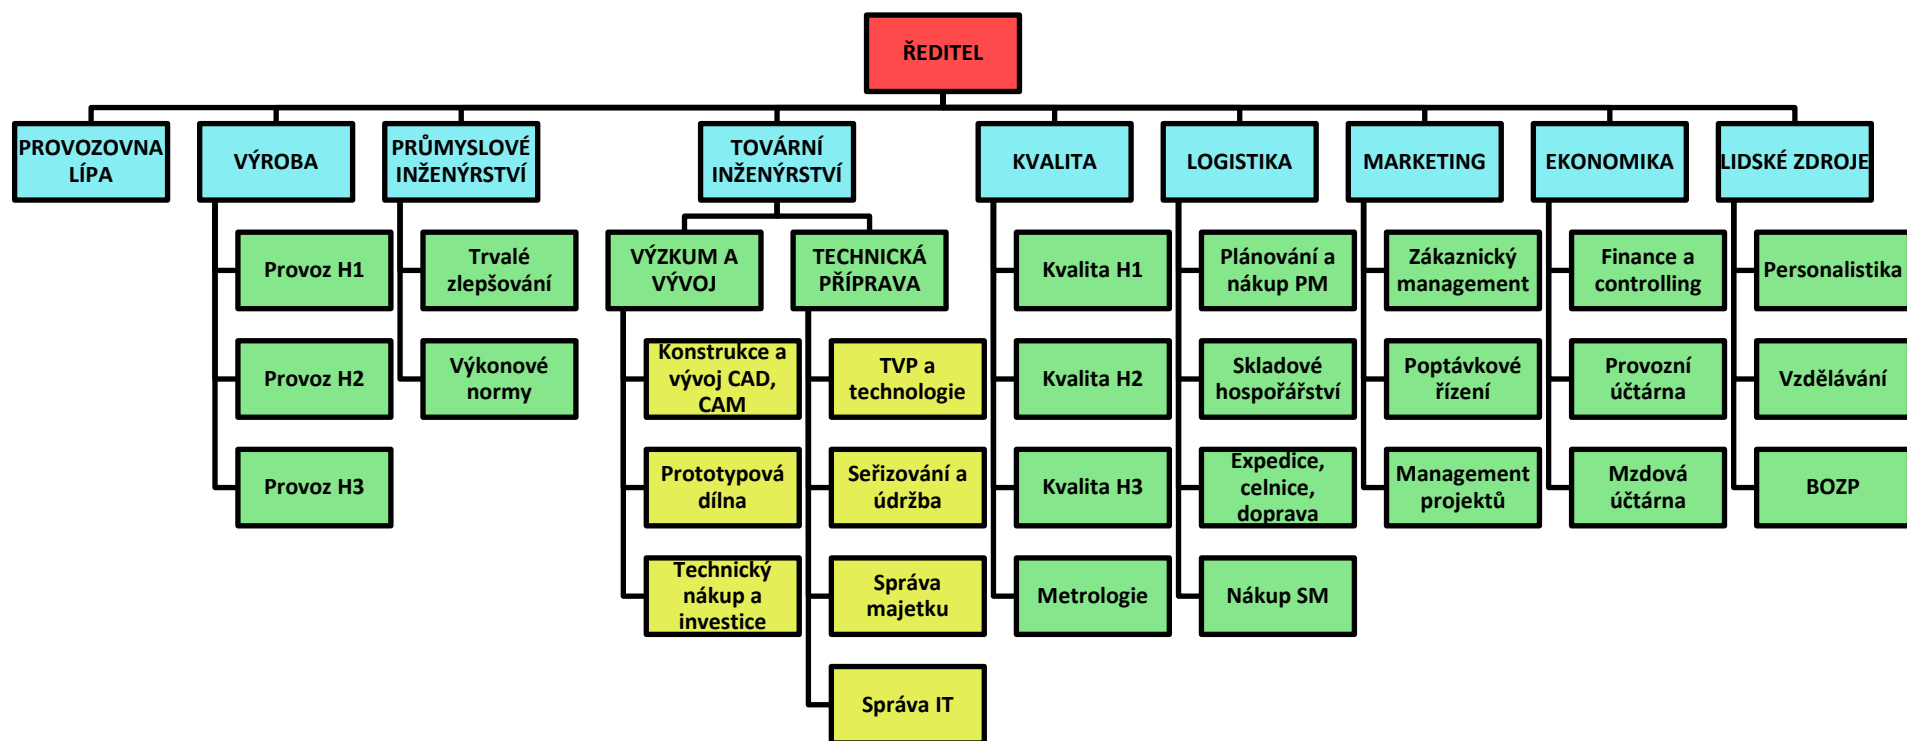 ŘEDITEL
PROVOZOVNA
LÍPA
VÝROBA
PRŮMYSLOVÉ
INŽENÝRSTVÍ
TOVÁRNÍ
INŽENÝRSTVÍ
KVALITA
LOGISTIKA
MARKETING
EKONOMIKA
LIDSKÉ ZDROJE
Provoz H1
Provoz H2
Provoz H3
Trvalé
zlepšování
Výkonové
normy
VÝZKUM A
VÝVOJ
Konstrukce a
vývoj CAD,
CAM
Prototypová
dílna
Technický
nákup a
investice
TECHNICKÁ
PŘÍPRAVA
TVP a
technologie
Seřizování a
údržba
Správa
majetku
Správa IT
Kvalita H1
Kvalita H2
Kvalita H3
Metrologie
Plánování a
nákup PM
Skladové
hospořářství
Expedice,
celnice,
doprava
Nákup SM
Zákaznický
management
Poptávkové
řízení
Management
projektů
Finance a
controlling
Provozní
účtárna
Mzdová
účtárna
Personalistika
Vzdělávání
BOZP